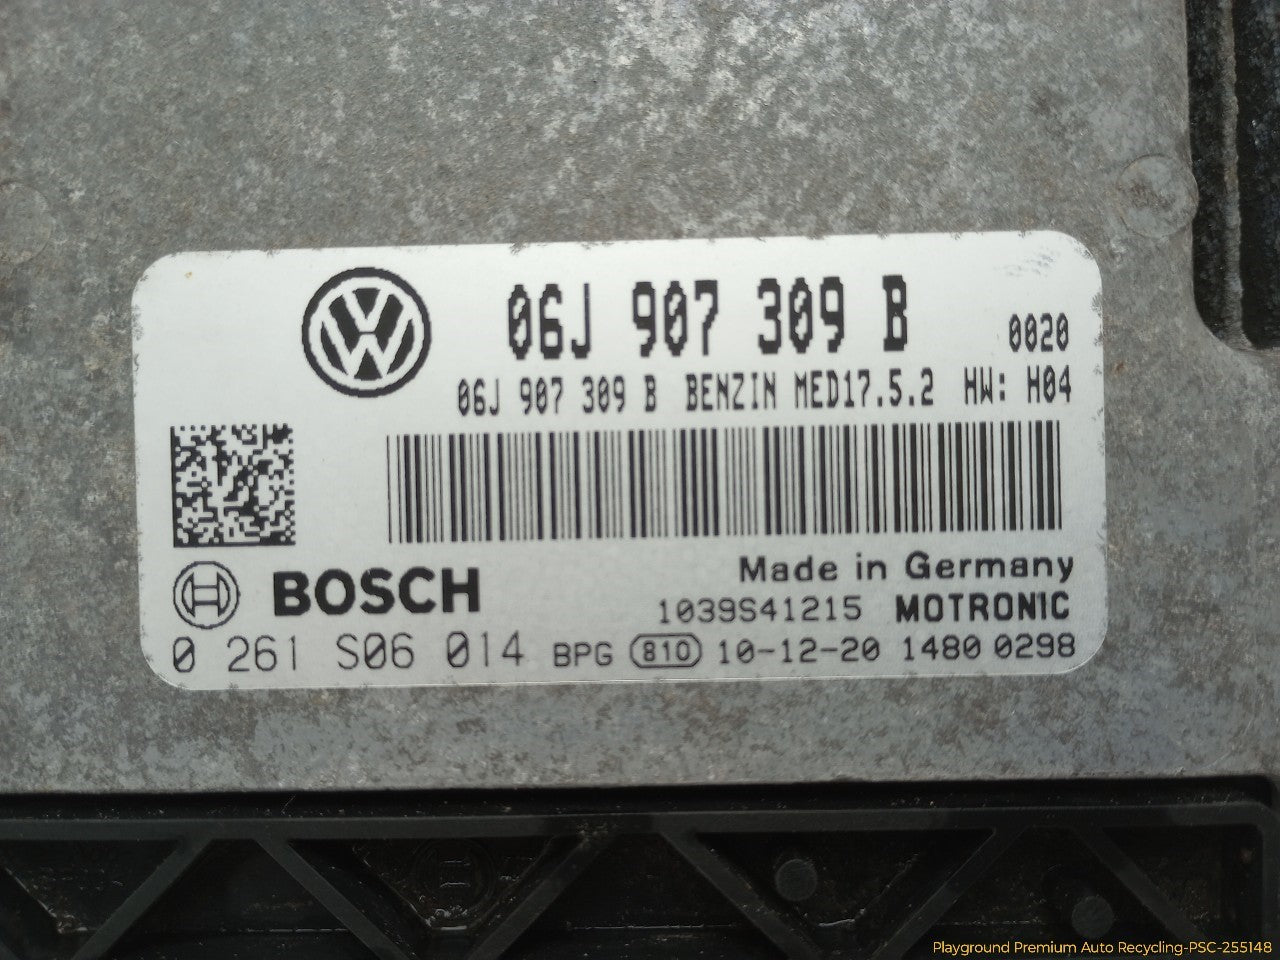 06J 907 309 B 0020
06J 907 309 B BENZIN MED17.5.2 HW: H04
Made in Germany
BOSCH 1039S41215 MOTRONIC
0 261 S06 014 BPG 810 10-12-20 1480 0298
Playground Premium Auto Recycling-PSC-255148